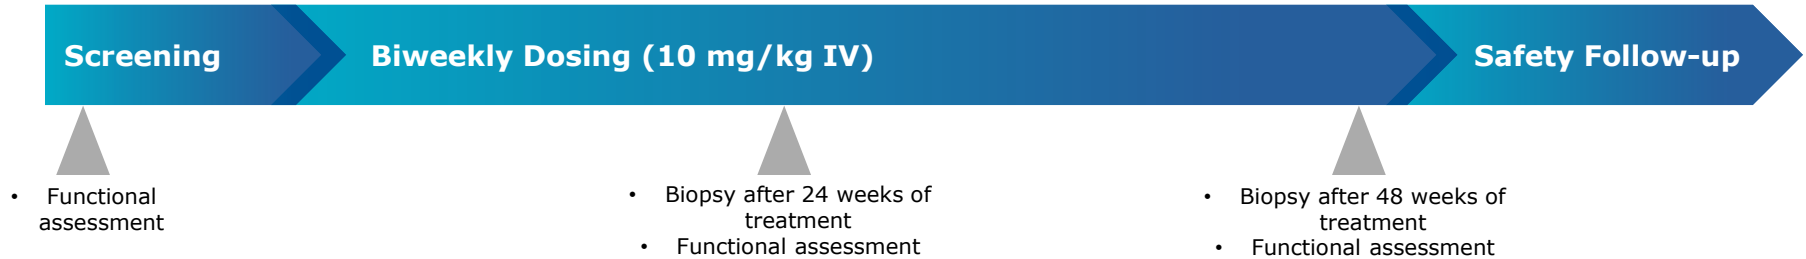 Screening
Biweekly Dosing (10 mg/kg IV)
Safety Follow-up
• Functional
assessment
• Biopsy after 24 weeks of
treatment
• Functional assessment
• Biopsy after 48 weeks of
treatment
• Functional assessment